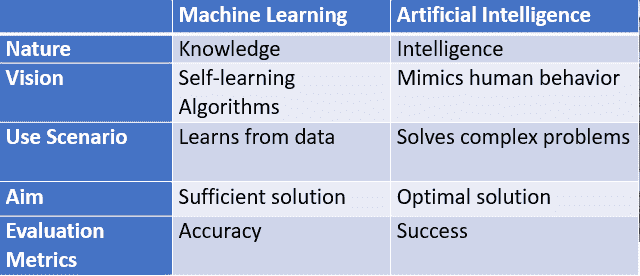 Machine Learning Artificial Intelligence
Nature Knowledge Intelligence
Vision Self-learning Mimics human behavior
Algorithms
Use Scenario Learns from data Solves complex problems
Aim Sufficient solution Optimal solution
Evaluation Accuracy Success
Metrics